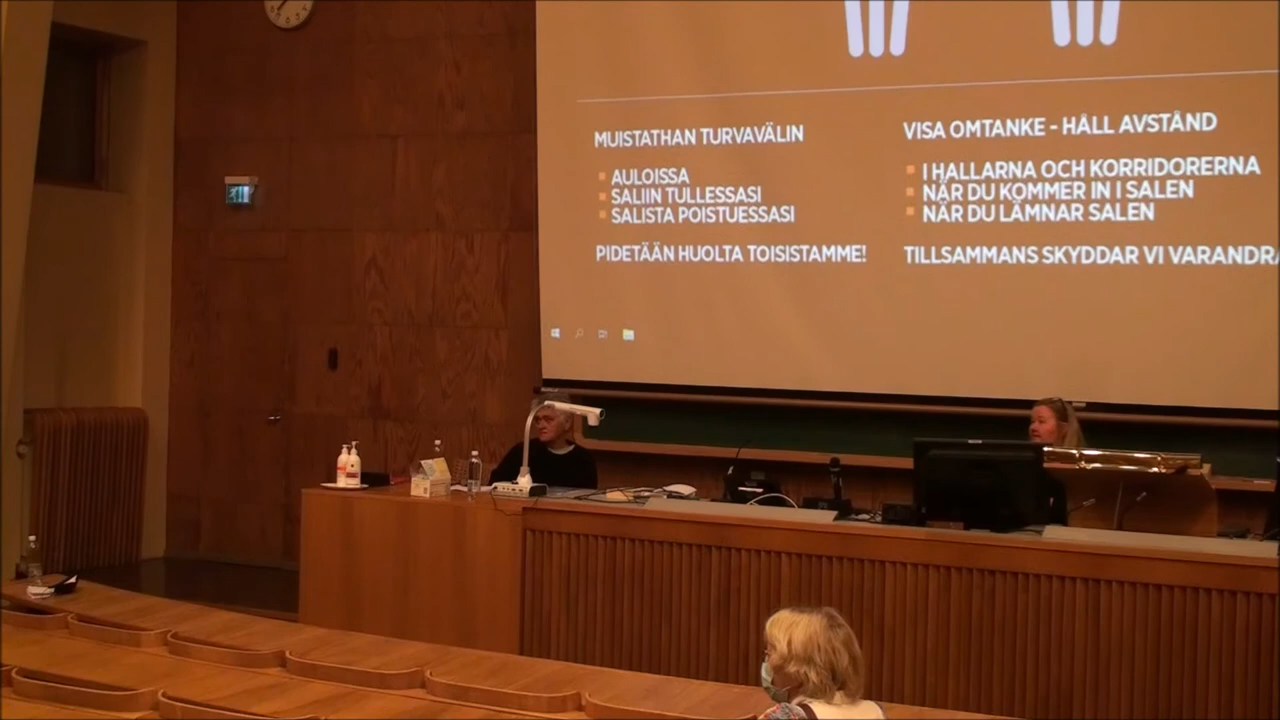 MUISTATHAN TURVAVÄLIN
AULOISSA
SALIIN TULLESSASI
SALISTA POISTUESSASI
PIDETÄÄN HUOLTA TOISISTAMME!
VISA OMTANKE - HÅLL AVSTÅND
I HALLARNA OCH KORRIDORERNA
NÄR DU KOMMER IN I SALEN
NÄR DU LÄMNAR SALEN
TILLSAMMANS SKYDDAR VI VARANDRA